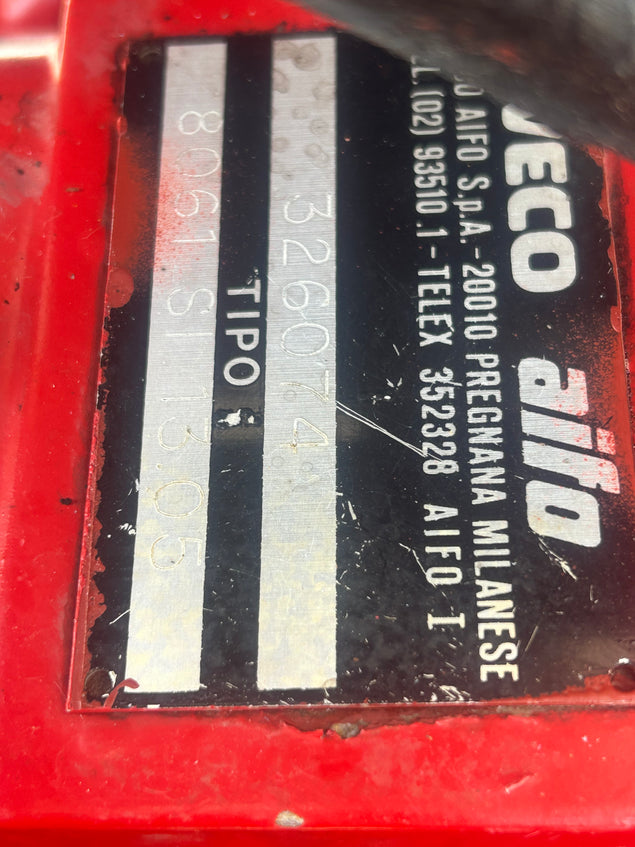 VECO aifo
AIFO S.p.A.-20010 PREGNANA MILANESE
(02) 93510.1-TELEX 352328 AIFO I
326074
TIPO
8061 SI 13.05